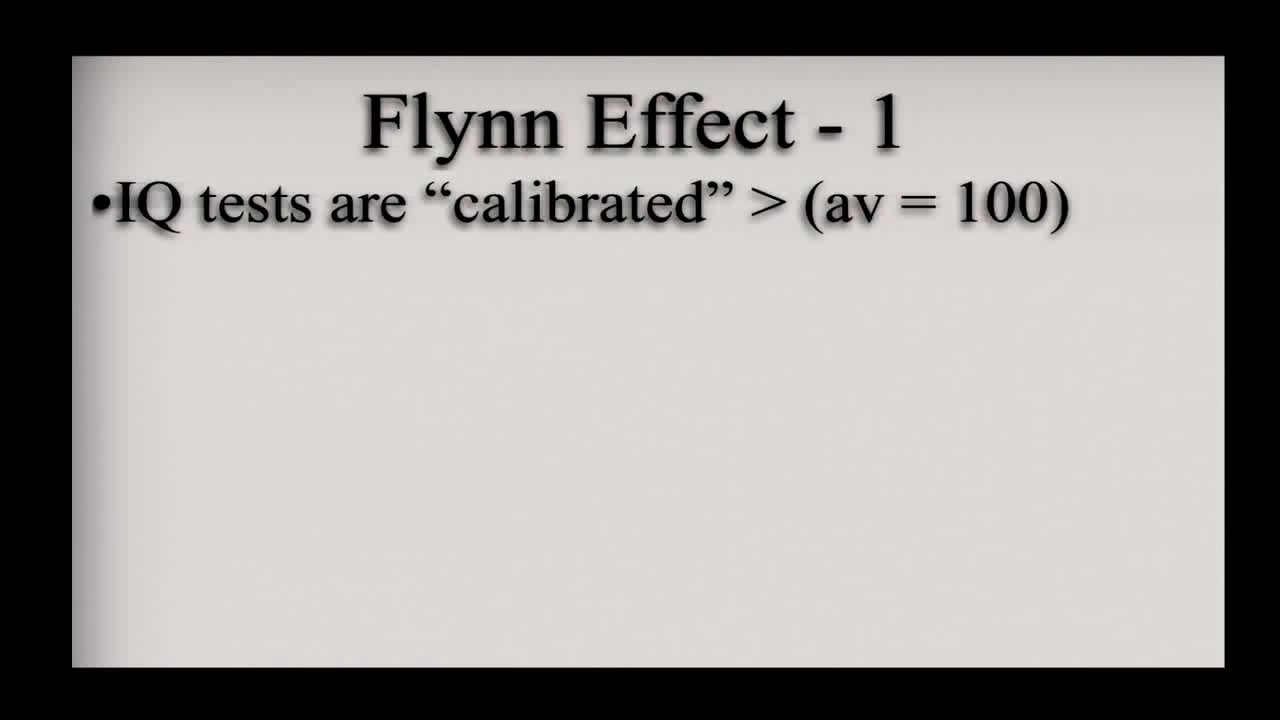 Flynn Effect - 1
•IQ tests are “calibrated” > (av = 100)